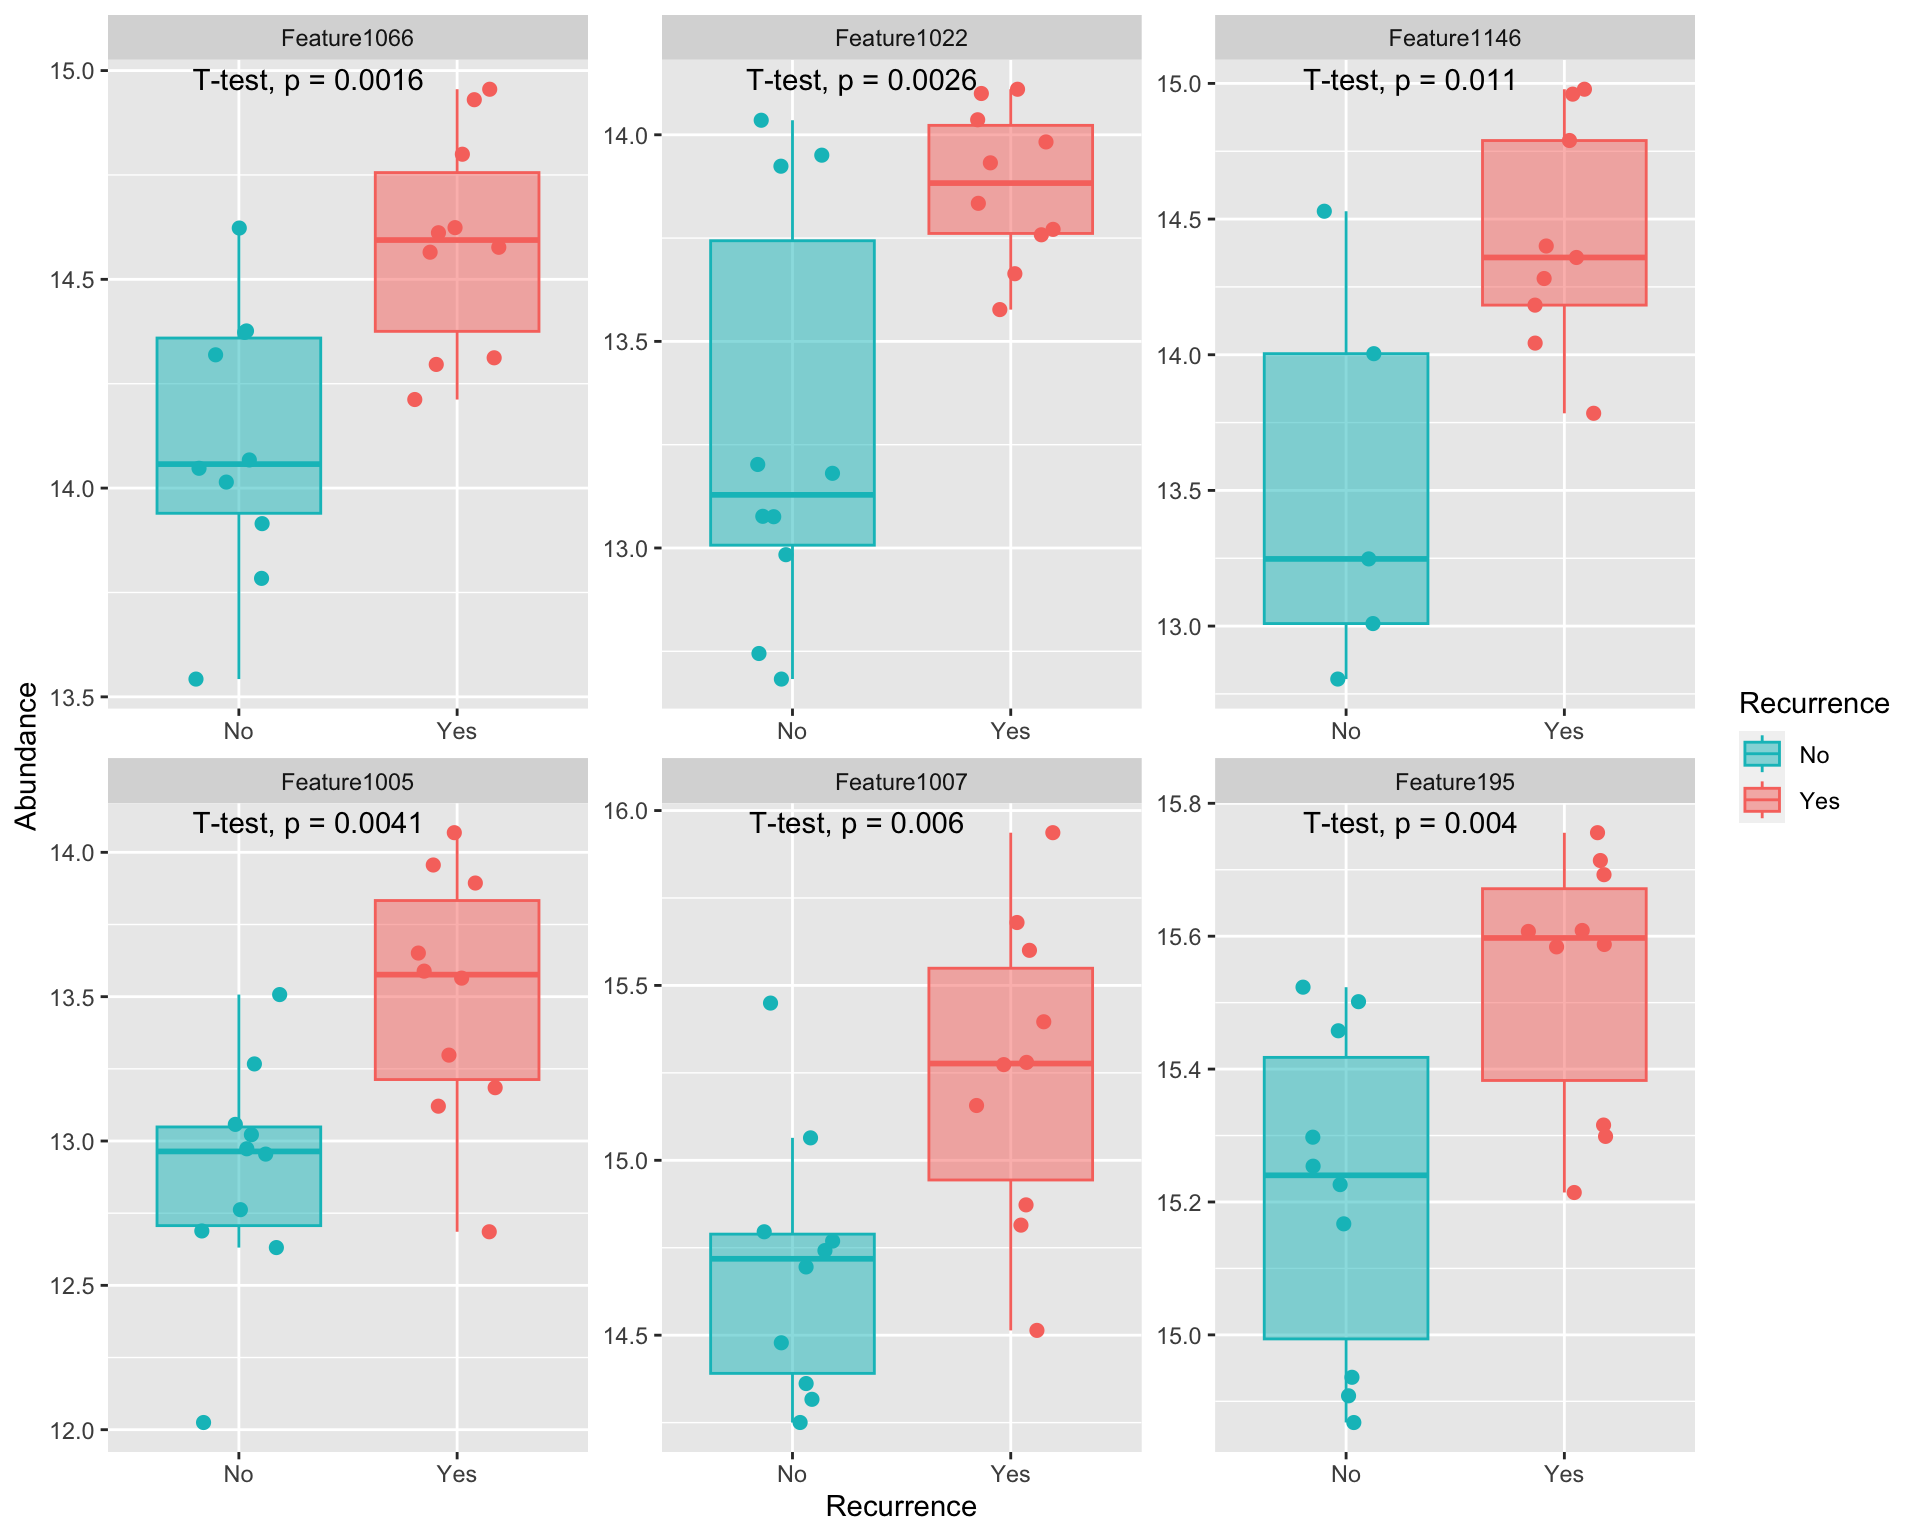 Feature1066
Feature1022
Feature1146
T-test, p = 0.0016
T-test, p = 0.0026
T-test, p = 0.011
15.0
14.5
14.0
13.5
14.0
13.5
13.0
15.0
14.5
14.0
13.5
13.0
No
Yes
No
Yes
No
Yes
Abundance
Feature1005
Feature1007
Feature195
T-test, p = 0.0041
T-test, p = 0.006
T-test, p = 0.004
14.0
13.5
13.0
12.5
12.0
16.0
15.5
15.0
14.5
15.8
15.6
15.4
15.2
15.0
No
Yes
No
Yes
No
Yes
Recurrence
Recurrence
No
Yes